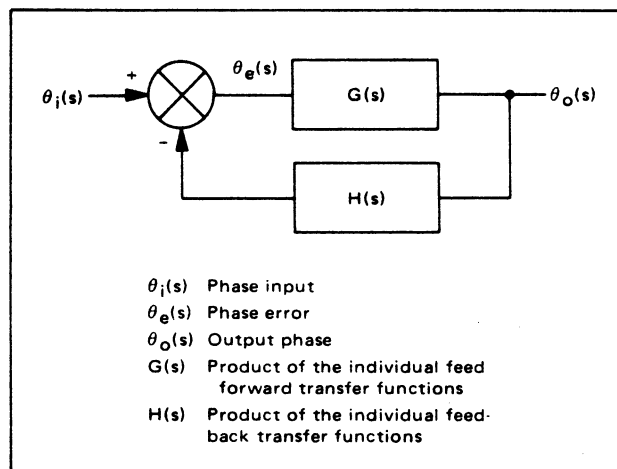 θe(s)
+
θi(s)
G(s)
θo(s)
-
H(s)
θi(s) Phase input
θe(s) Phase error
θo(s) Output phase
G(s) Product of the individual feed
forward transfer functions
H(s) Product of the individual feed-
back transfer functions